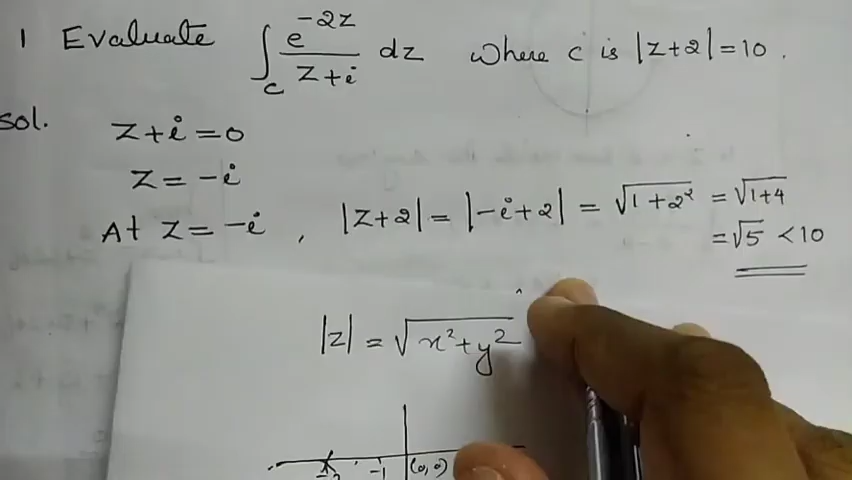 1 Evaluate ∫_C e^{-2z}/(z+i) dz where c is |z+2|=10.
Sol. z+i=0
z=-i
At z=-i, |z+2|=|-i+2|=√(1+2²)=√(1+4)
=√5<10
|z|=√(x²+y²)
-2 -1 (0,0)